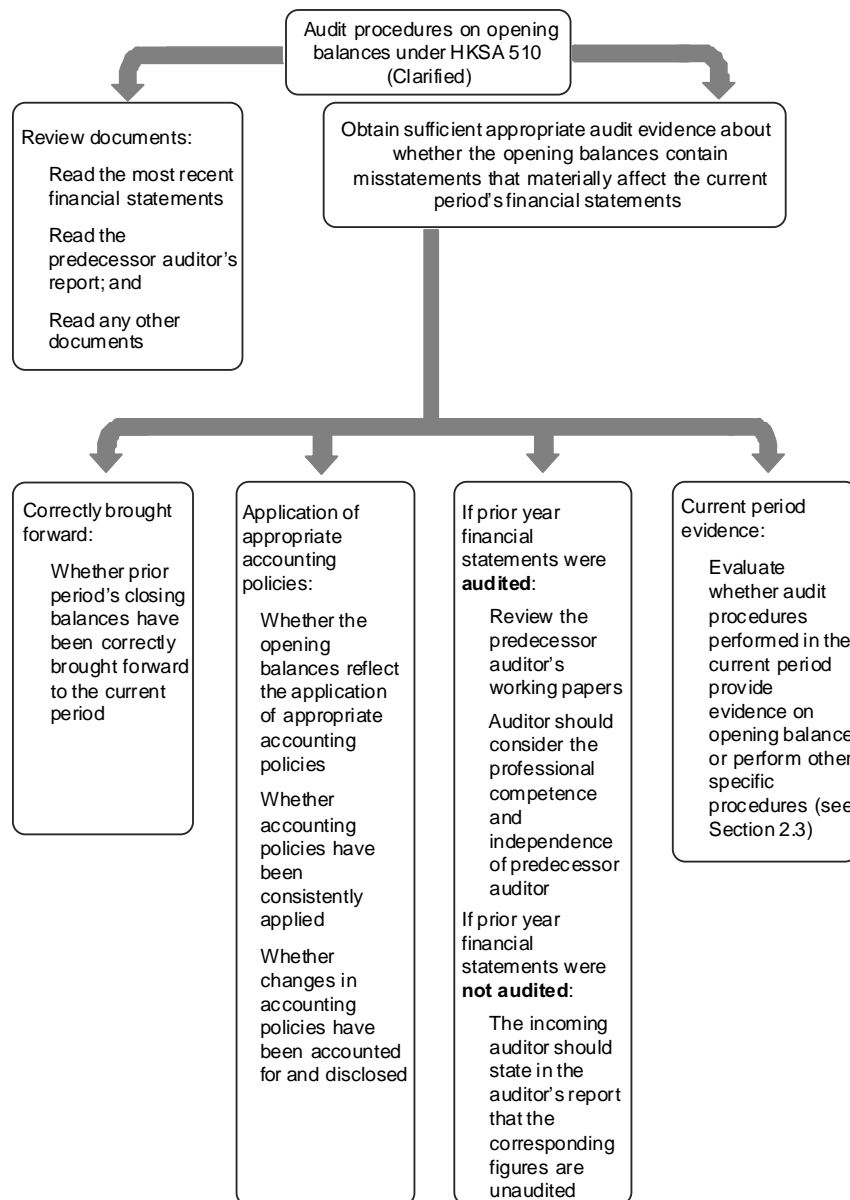 Audit procedures on opening
balances under HKSA 510
(Clarified)
Review documents:
Read the most recent
financial statements
Read the
predecessor auditor's
report; and
Read any other
documents
Obtain sufficient appropriate audit evidence about
whether the opening balances contain
misstatements that materially affect the current
period's financial statements
Correctly brought
forward:
Whether prior
period's closing
balances have
been correctly
brought forward
to the current
period
Application of
appropriate
accounting
policies:
Whether the
opening
balances reflect
the application
of appropriate
accounting
policies
Whether
accounting
policies have
been
consistently
applied
Whether
changes in
accounting
policies have
been accounted
for and disclosed
If prior year
financial
statements were
audited:
Review the
predecessor
auditor's
working papers
Auditor should
consider the
professional
competence
and
independence
of predecessor
auditor
If prior year
financial
statements were
not audited:
The incoming
auditor should
state in the
auditor's report
that the
corresponding
figures are
unaudited
Current period
evidence:
Evaluate
whether audit
procedures
performed in the
current period
provide
evidence on
opening balance
or perform other
specific
procedures (see
Section 2.3)